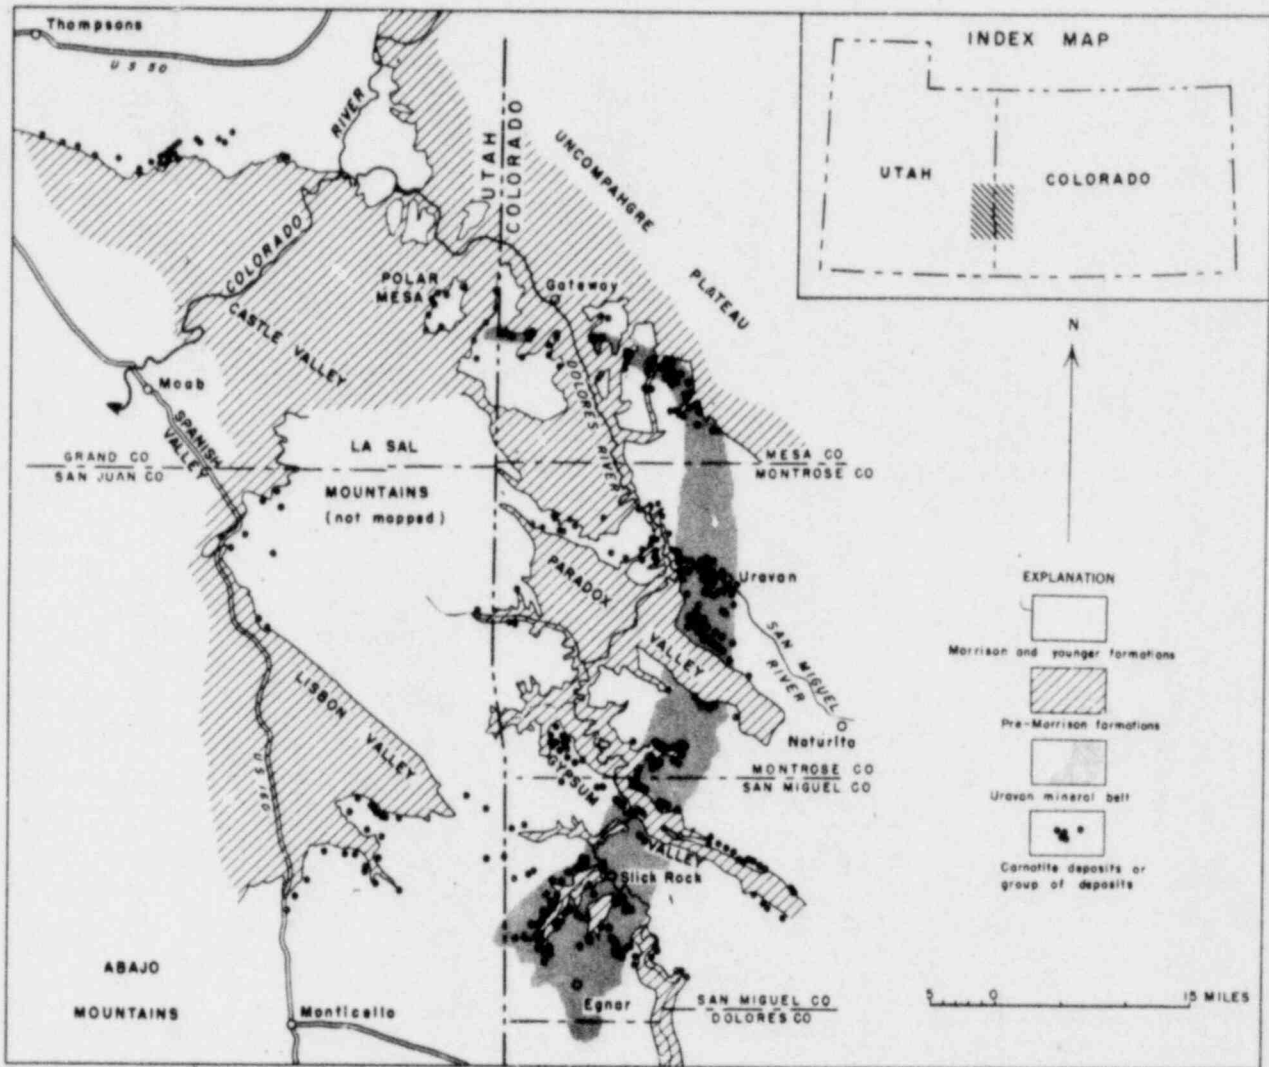 Thompsons
U S 50
RIVER
UTAH
COLORADO
UNCOMPAHGRE
PLATEAU
INDEX MAP
UTAH
COLORADO
COLORADO
POLAR
MESA
Gateway
CASTLE VALLEY
DOLORES RIVER
N
Moab
SPANISH
VALLEY
GRAND CO
SAN JUAN CO
LA SAL
MOUNTAINS
(not mapped)
MESA CO
MONTROSE CO
PARADOX
VALLEY
Uravan
SAN MIGUEL
RIVER
Naturita
LISBON
VALLEY
U S 160
GYPSUM
VALLEY
MONTROSE CO
SAN MIGUEL CO
Slick Rock
EXPLANATION
Morrison and younger formations
Pre-Morrison formations
Uravan mineral belt
Carnotite deposits or
group of deposits
ABAJO
MOUNTAINS
Monticello
Egnar
SAN MIGUEL CO
DOLORES CO
5 0 15 MILES